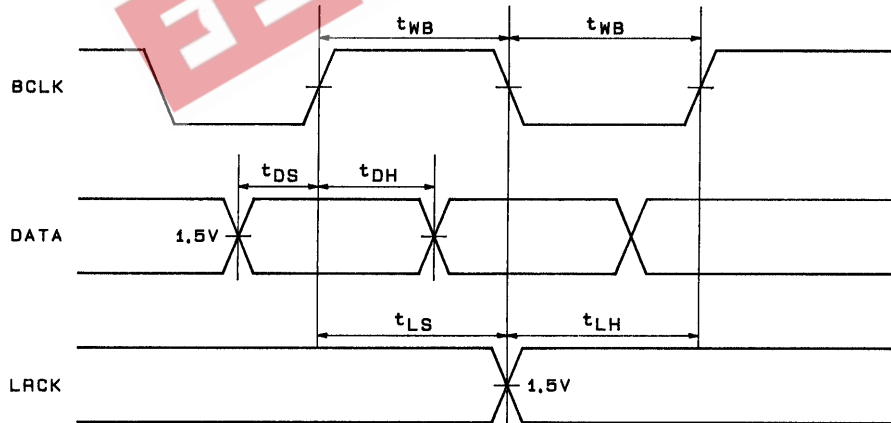 tWB tWB
BCLK
tDS tDH
DATA 1.5V
tLS tLH
LRCK 1.5V